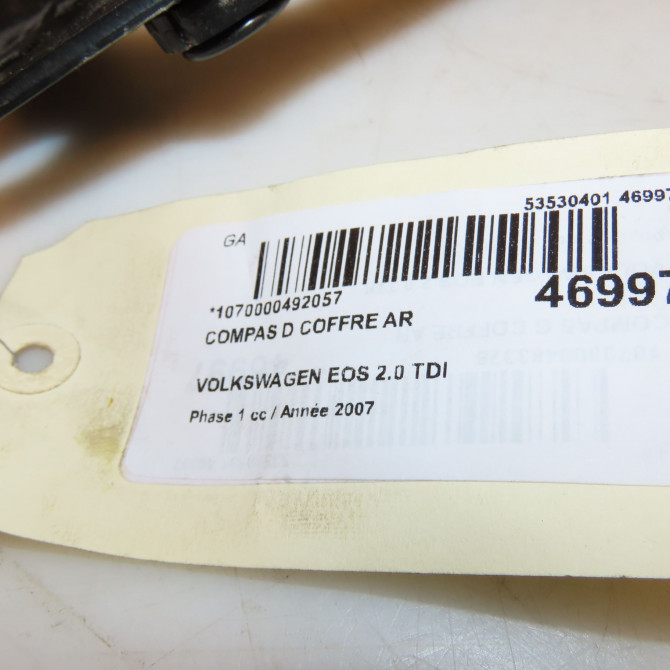 53530401 46997
GA
46997
*1070000492057
COMPAS D COFFRE AR
VOLKSWAGEN EOS 2.0 TDI
Phase 1 cc / Année 2007